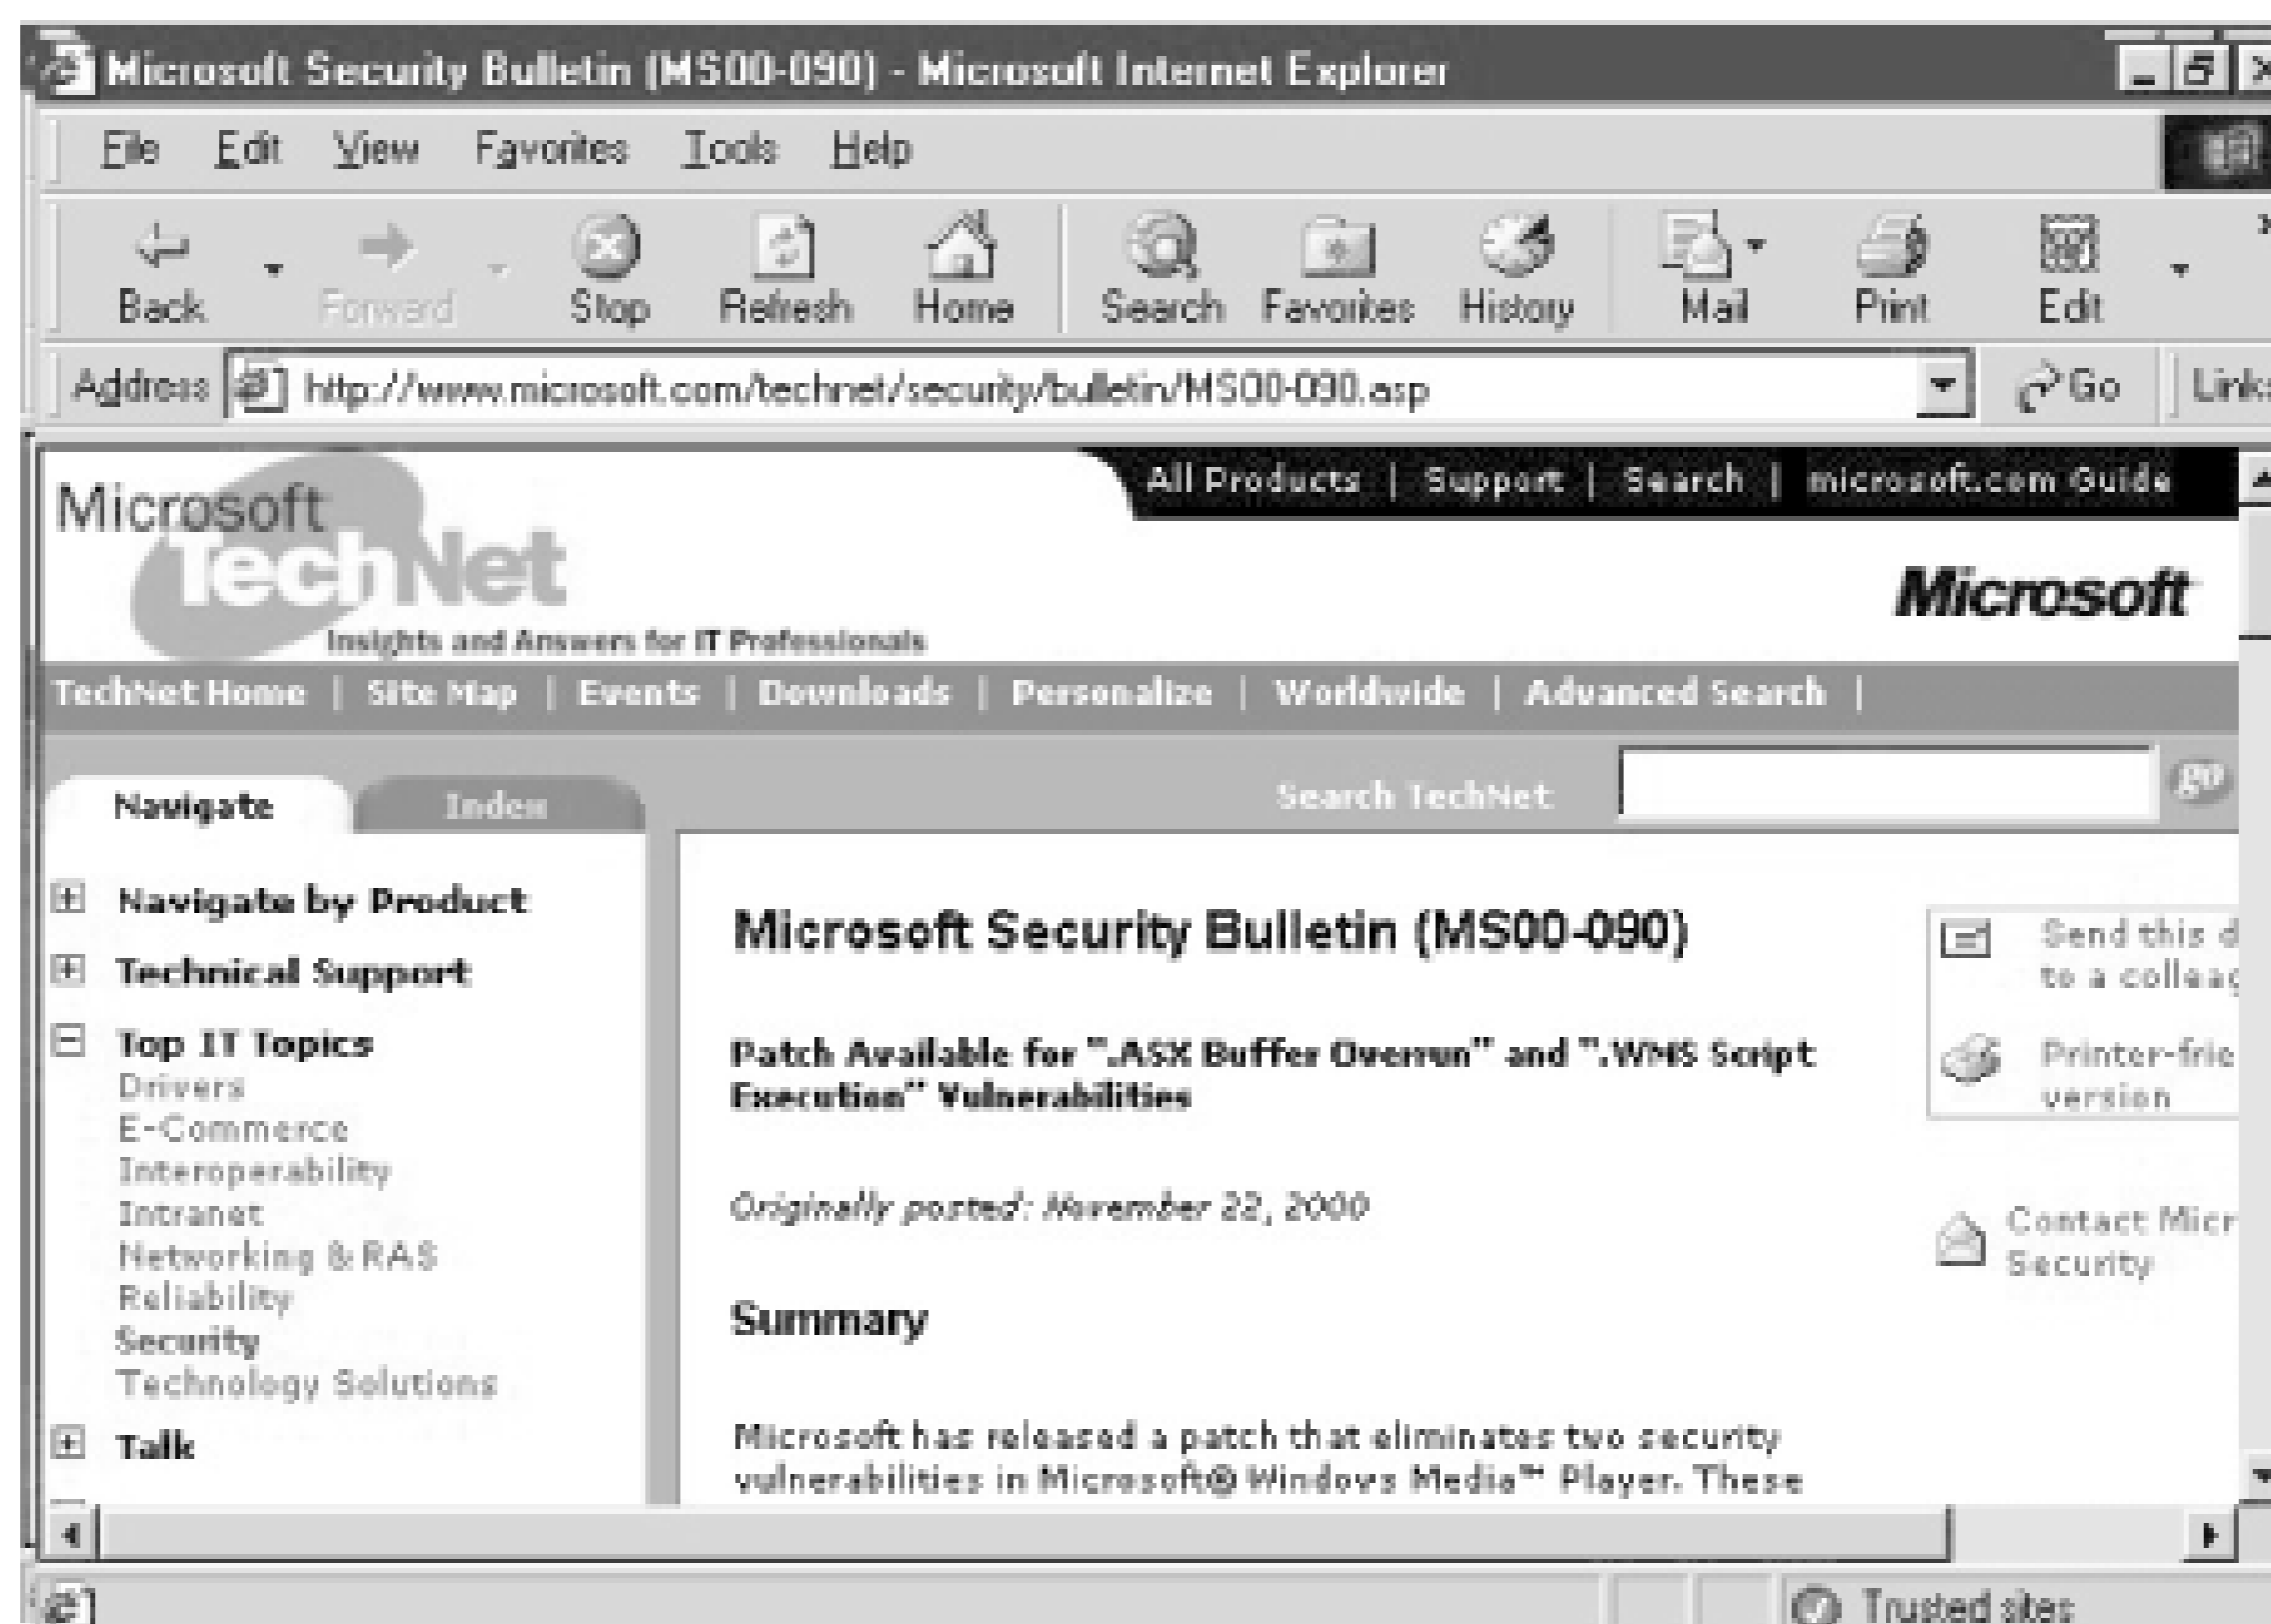 Microsoft Security Bulletin (MS00-090) - Microsoft Internet Explorer
File Edit View Favorites Tools Help
Back Forward Stop Refresh Home Search Favorites History Mail Print Edit
Address http://www.microsoft.com/technet/security/bulletin/MS00-090.asp Go Links
All Products | Support | Search | microsoft.com Guide
Microsoft
TechNet
Microsoft
Insights and Answers for IT Professionals
TechNet Home | Site Map | Events | Downloads | Personalize | Worldwide | Advanced Search |
Search TechNet go
Navigate Index
Navigate by Product
Technical Support
Top IT Topics
Drivers
E-Commerce
Interoperability
Intranet
Networking & RAS
Reliability
Security
Technology Solutions
Talk
Microsoft Security Bulletin (MS00-090)
Patch Available for ".ASX Buffer Overrun" and ".WMS Script
Execution" Vulnerabilities
Originally posted: November 22, 2000
Summary
Microsoft has released a patch that eliminates two security
vulnerabilities in Microsoft® Windows Media™ Player. These
Send this d
to a colleag
Printer-frie
version
Contact Micr
Security
Trusted sites